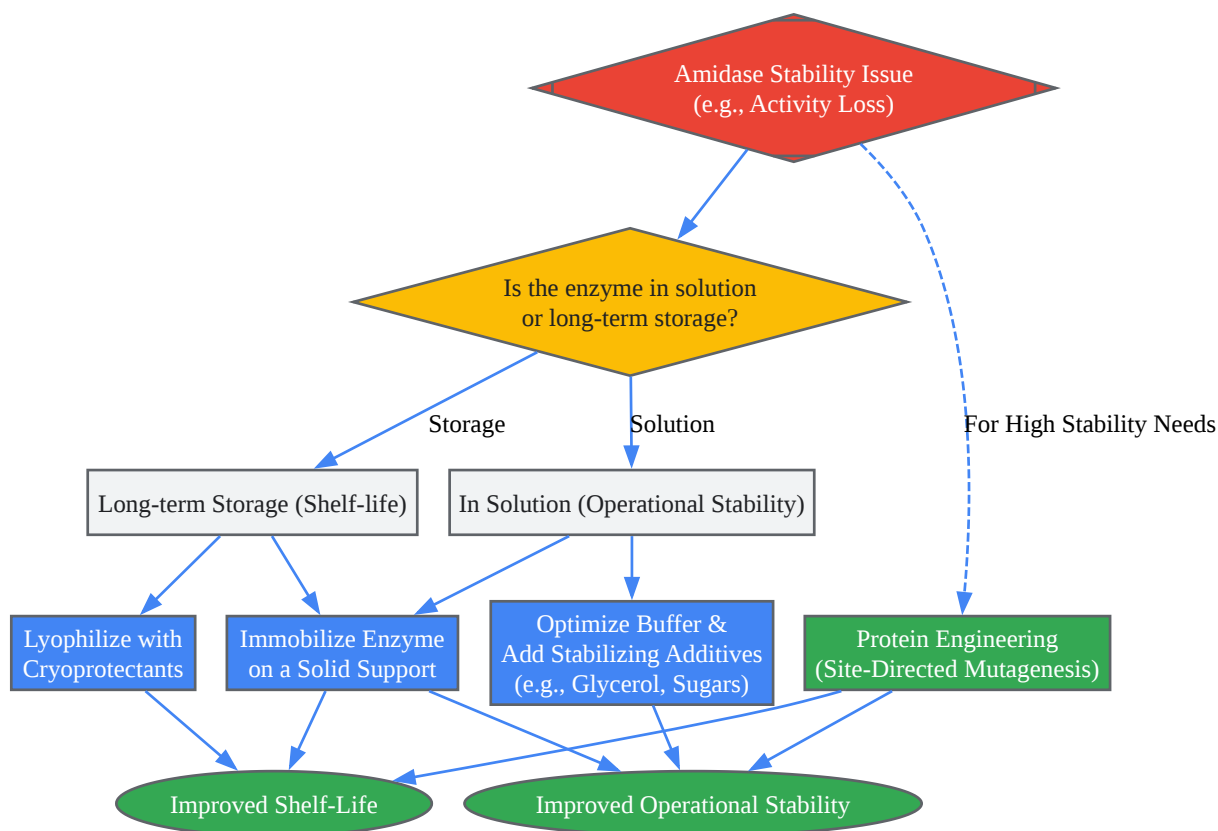 Amidase Stability Issue
(e.g., Activity Loss)
Is the enzyme in solution
or long-term storage?
Storage
Solution
For High Stability Needs
Long-term Storage (Shelf-life)
In Solution (Operational Stability)
Lyophilize with
Cryoprotectants
Immobilize Enzyme
on a Solid Support
Optimize Buffer &
Add Stabilizing Additives
(e.g., Glycerol, Sugars)
Protein Engineering
(Site-Directed Mutagenesis)
Improved Shelf-Life
Improved Operational Stability